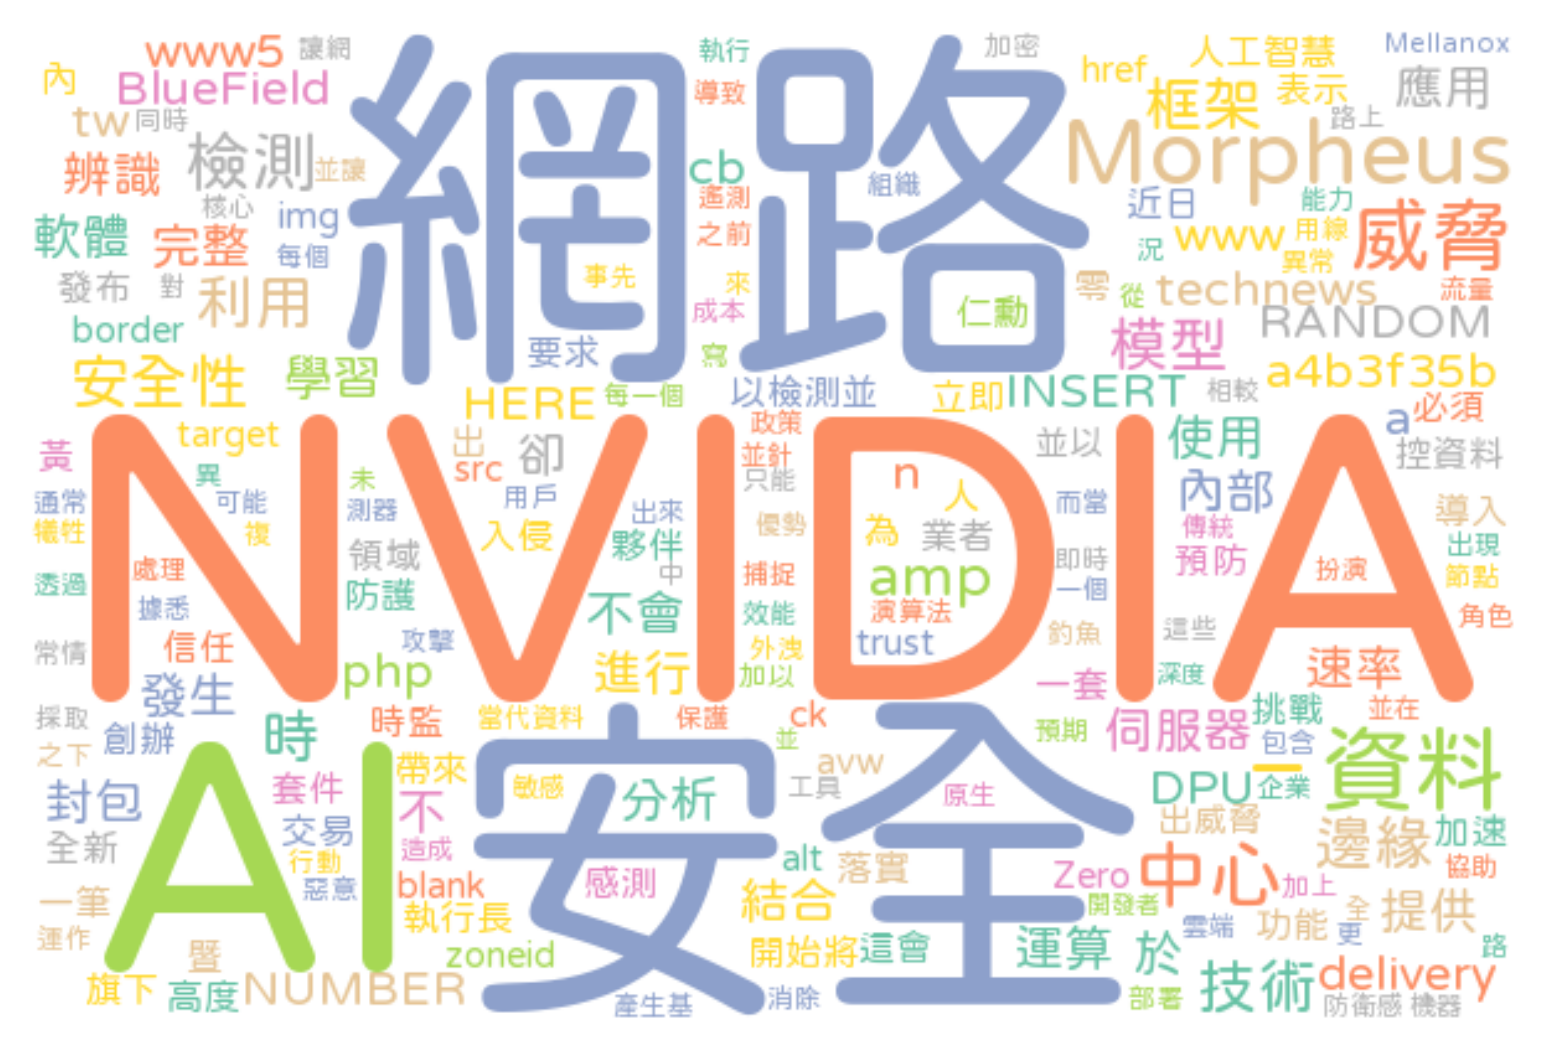 www5 讓網 網路 執行 加密 人工智慧 Mellanox
內 BlueField 導致 href 框架 表示 應用
tw 同時 Morpheus 路上
辨識 檢測 並讓 cb 組織
核心 img 遙測 近日 能力
軟體 完整 每個 之前 況 www 用線 威脅
發布 對 利用 事先 來 零 從 technews 異常 流量
border 成本 仁勳 RANDOM
要求 寫 模型
安全性 學習 HERE 每一個 以檢測並 立即 INSERT 相較 a4b3f35b
NVIDIA
target 出 卻 政策 並以 使用 a 必須
黃 異 src 並針 只能 n 控資料
通常 可能 未 測器 用戶 出來 優勢 人 而當 內部 傳統 導入
犧牲 複 領域 入侵 夥伴 為 業者 即時 預防 出現
透過 處理 中 捕捉 amp 一個 扮演 節點
據悉 防護 不會 效能 演算法 角色
常情 信任 攻擊 外洩 trust 釣魚 這些
發生 php 進行 加以 一套 深度 速率
採取 時 時監 當代資料 保護 ck 預期 伺服器 挑戰 並在
之下 創辦 並 包含
AI 安全
帶來 avw 資料
封包 套件 不 敏感 分析 工具 原生 DPU 企業 一
全新 交易 造成 出威脅 邊緣 加速
行動 alt 落實 協助
惡意 blank 感測 Zero 中心 加上
一筆 執行長 結合 開發者 功能 全 提供
運作 暨 zoneid 開始將 這會 運算 於 雲端 更 路
旗下 高度 NUMBER 產生基 消除 部署 技術 delivery
防衛感 機器